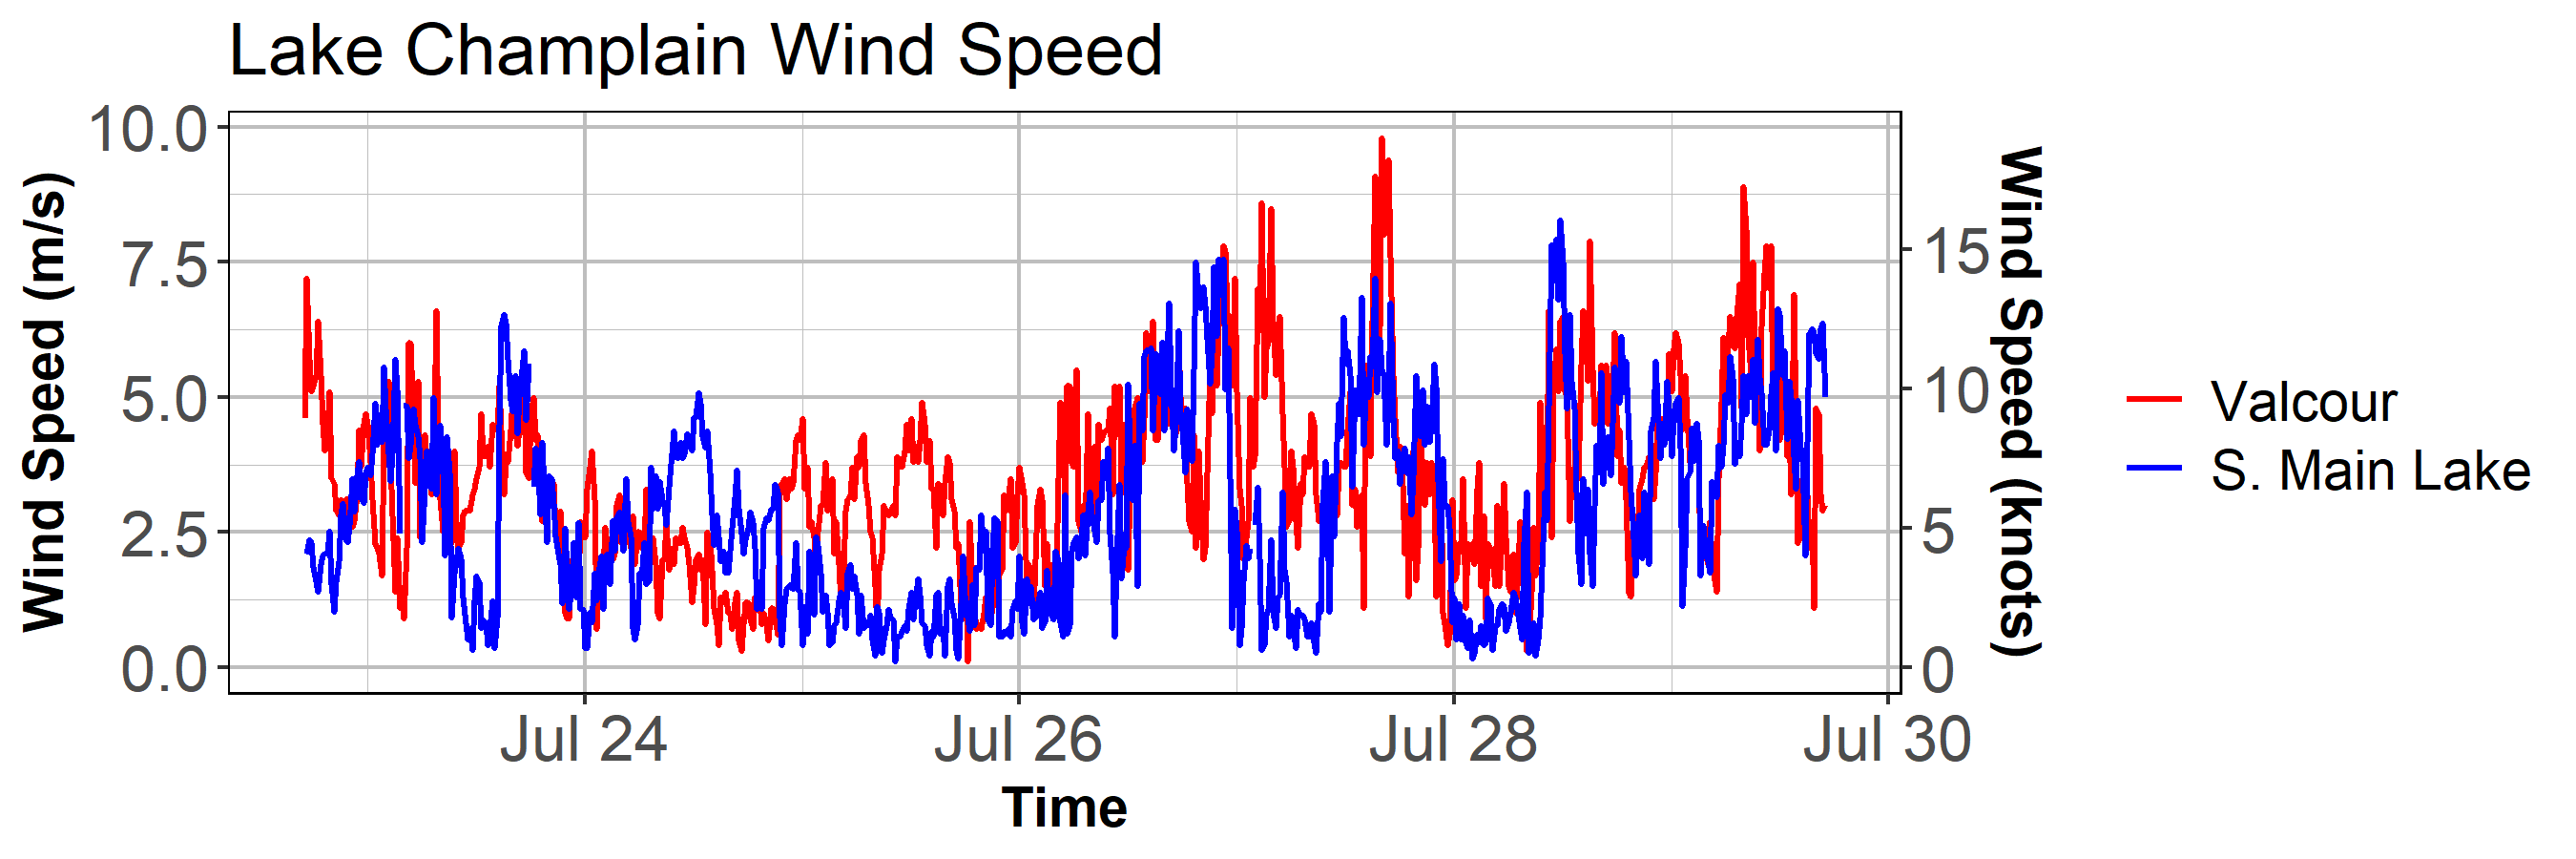 Lake Champlain Wind Speed
Wind Speed (m/s)
10.0
7.5
5.0
2.5
0.0
Wind Speed (knots)
15
10
5
0
Jul 24
Jul 26
Jul 28
Jul 30
Time
Valcour
S. Main Lake